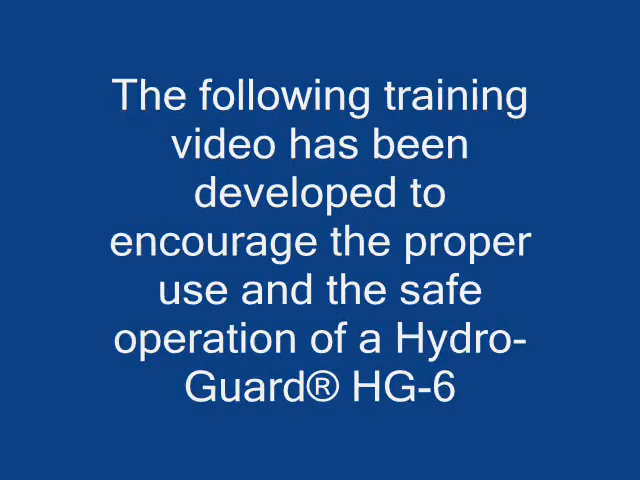 The following training
video has been
developed to
encourage the proper
use and the safe
operation of a Hydro-
Guard® HG-6